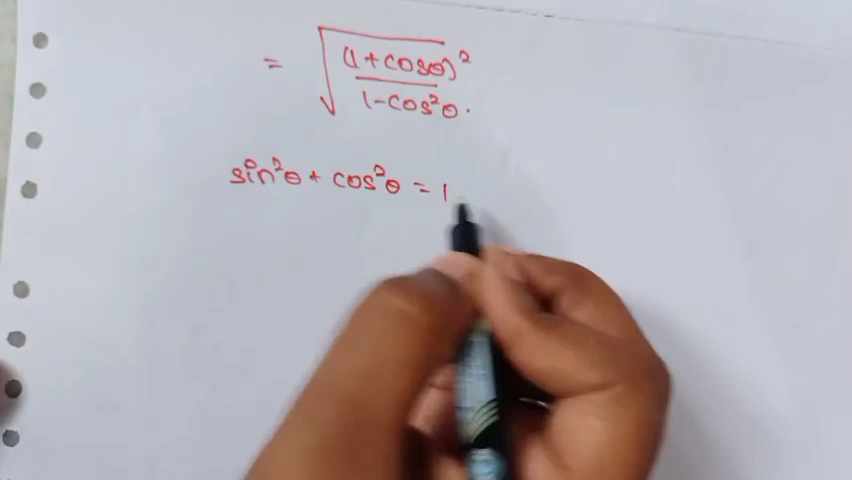 = √((1+cosθ)² / 1-cos²θ.)
sin²θ + cos²θ = 1